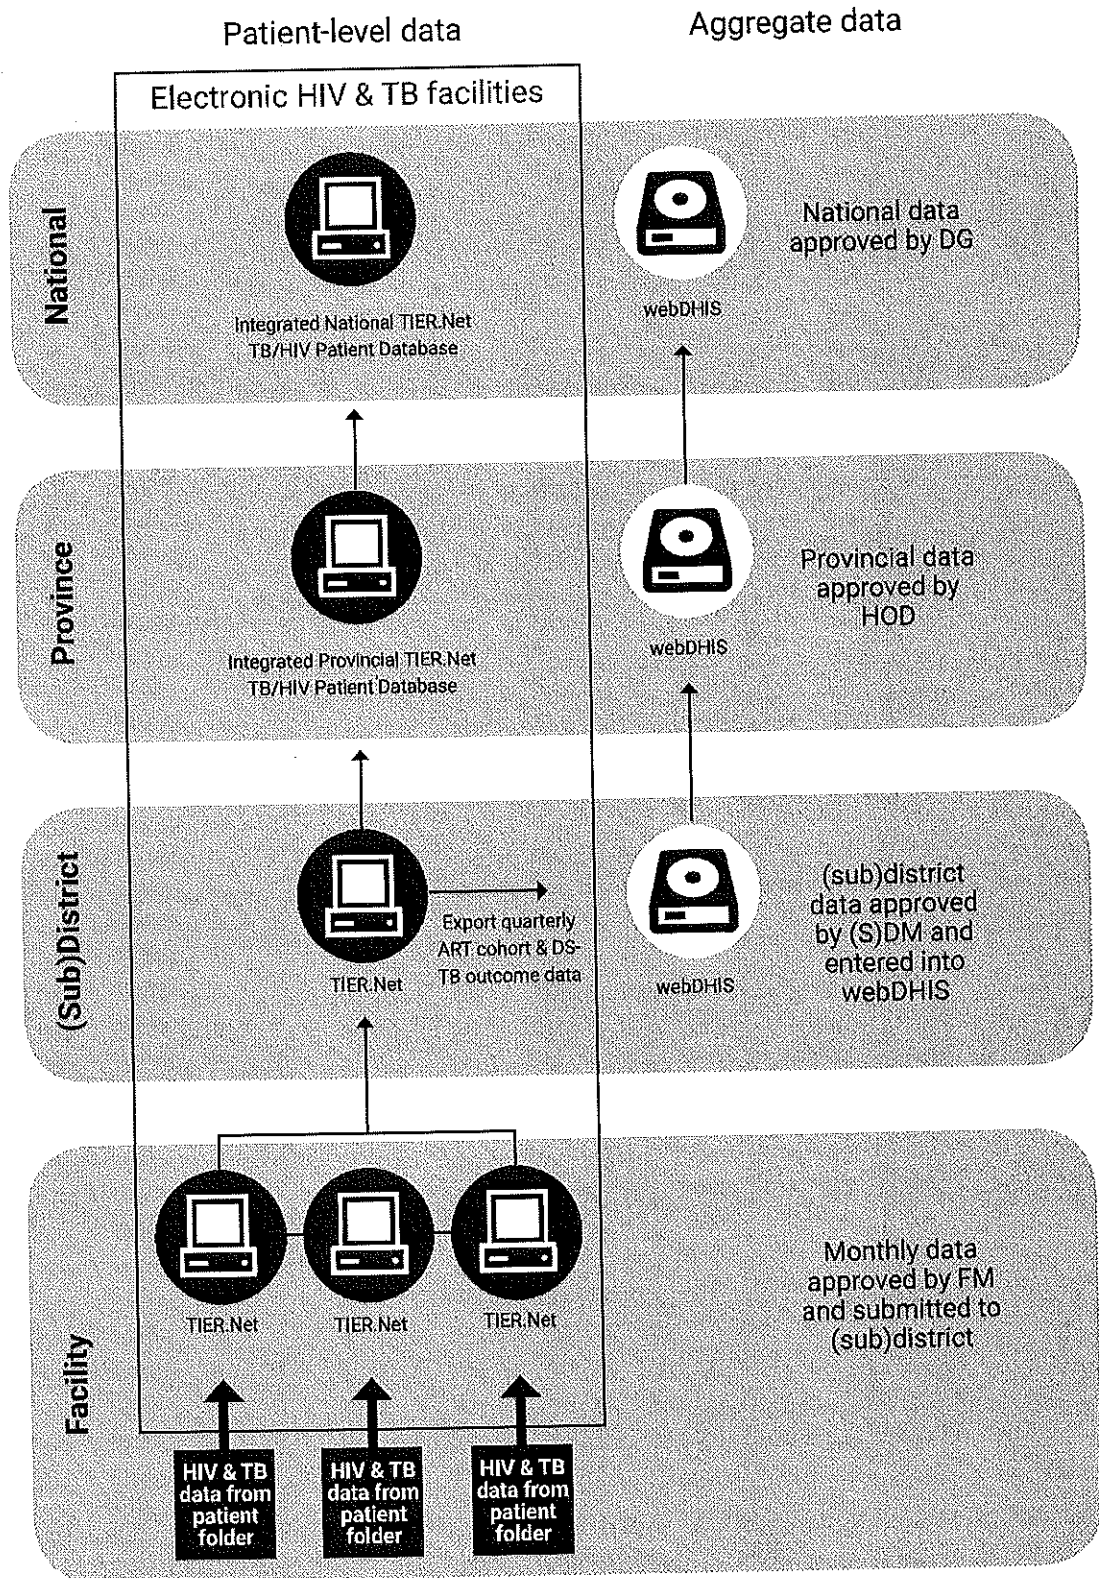 Patient-level data
Aggregate data
Electronic HIV & TB facilities
National
Integrated National TIER.Net
TB/HIV Patient Database
webDHIS
National data
approved by DG
Province
Integrated Provincial TIER.Net
TB/HIV Patient Database
webDHIS
Provincial data
approved by
HOD
(Sub)District
TIER.Net
Export quarterly
ART cohort & DS-
TB outcome data
webDHIS
(sub)district
data approved
by (S)DM and
entered into
webDHIS
Facility
TIER.Net
TIER.Net
TIER.Net
Monthly data
approved by FM
and submitted to
(sub)district
HIV & TB
data from
patient
folder
HIV & TB
data from
patient
folder
HIV & TB
data from
patient
folder